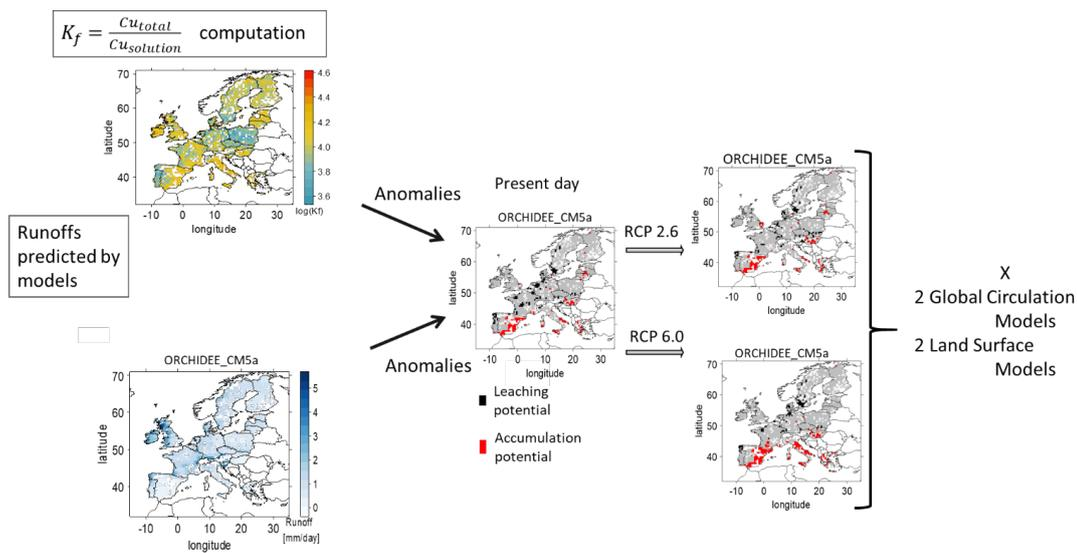 K_f = Cu_total / Cu_solution computation
70
60
50
40
latitude
-10 0 10 20 30
longitude
4.6
4.4
4.2
4.0
3.8
3.6
log(Kf)
Runoffs
predicted by
models
ORCHIDEE_CM5a
70
60
50
40
latitude
-10 0 10 20 30
longitude
5
4
3
2
1
0
Runoff
[mm/day]
Anomalies
Anomalies
Present day
ORCHIDEE_CM5a
70
60
50
40
latitude
-10 0 10 20 30
longitude
Leaching
potential
Accumulation
potential
RCP 2.6
RCP 6.0
ORCHIDEE_CM5a
70
60
50
40
latitude
-10 0 10 20 30
longitude
ORCHIDEE_CM5a
70
60
50
40
latitude
-10 0 10 20 30
longitude
X
2 Global Circulation
Models
2 Land Surface
Models